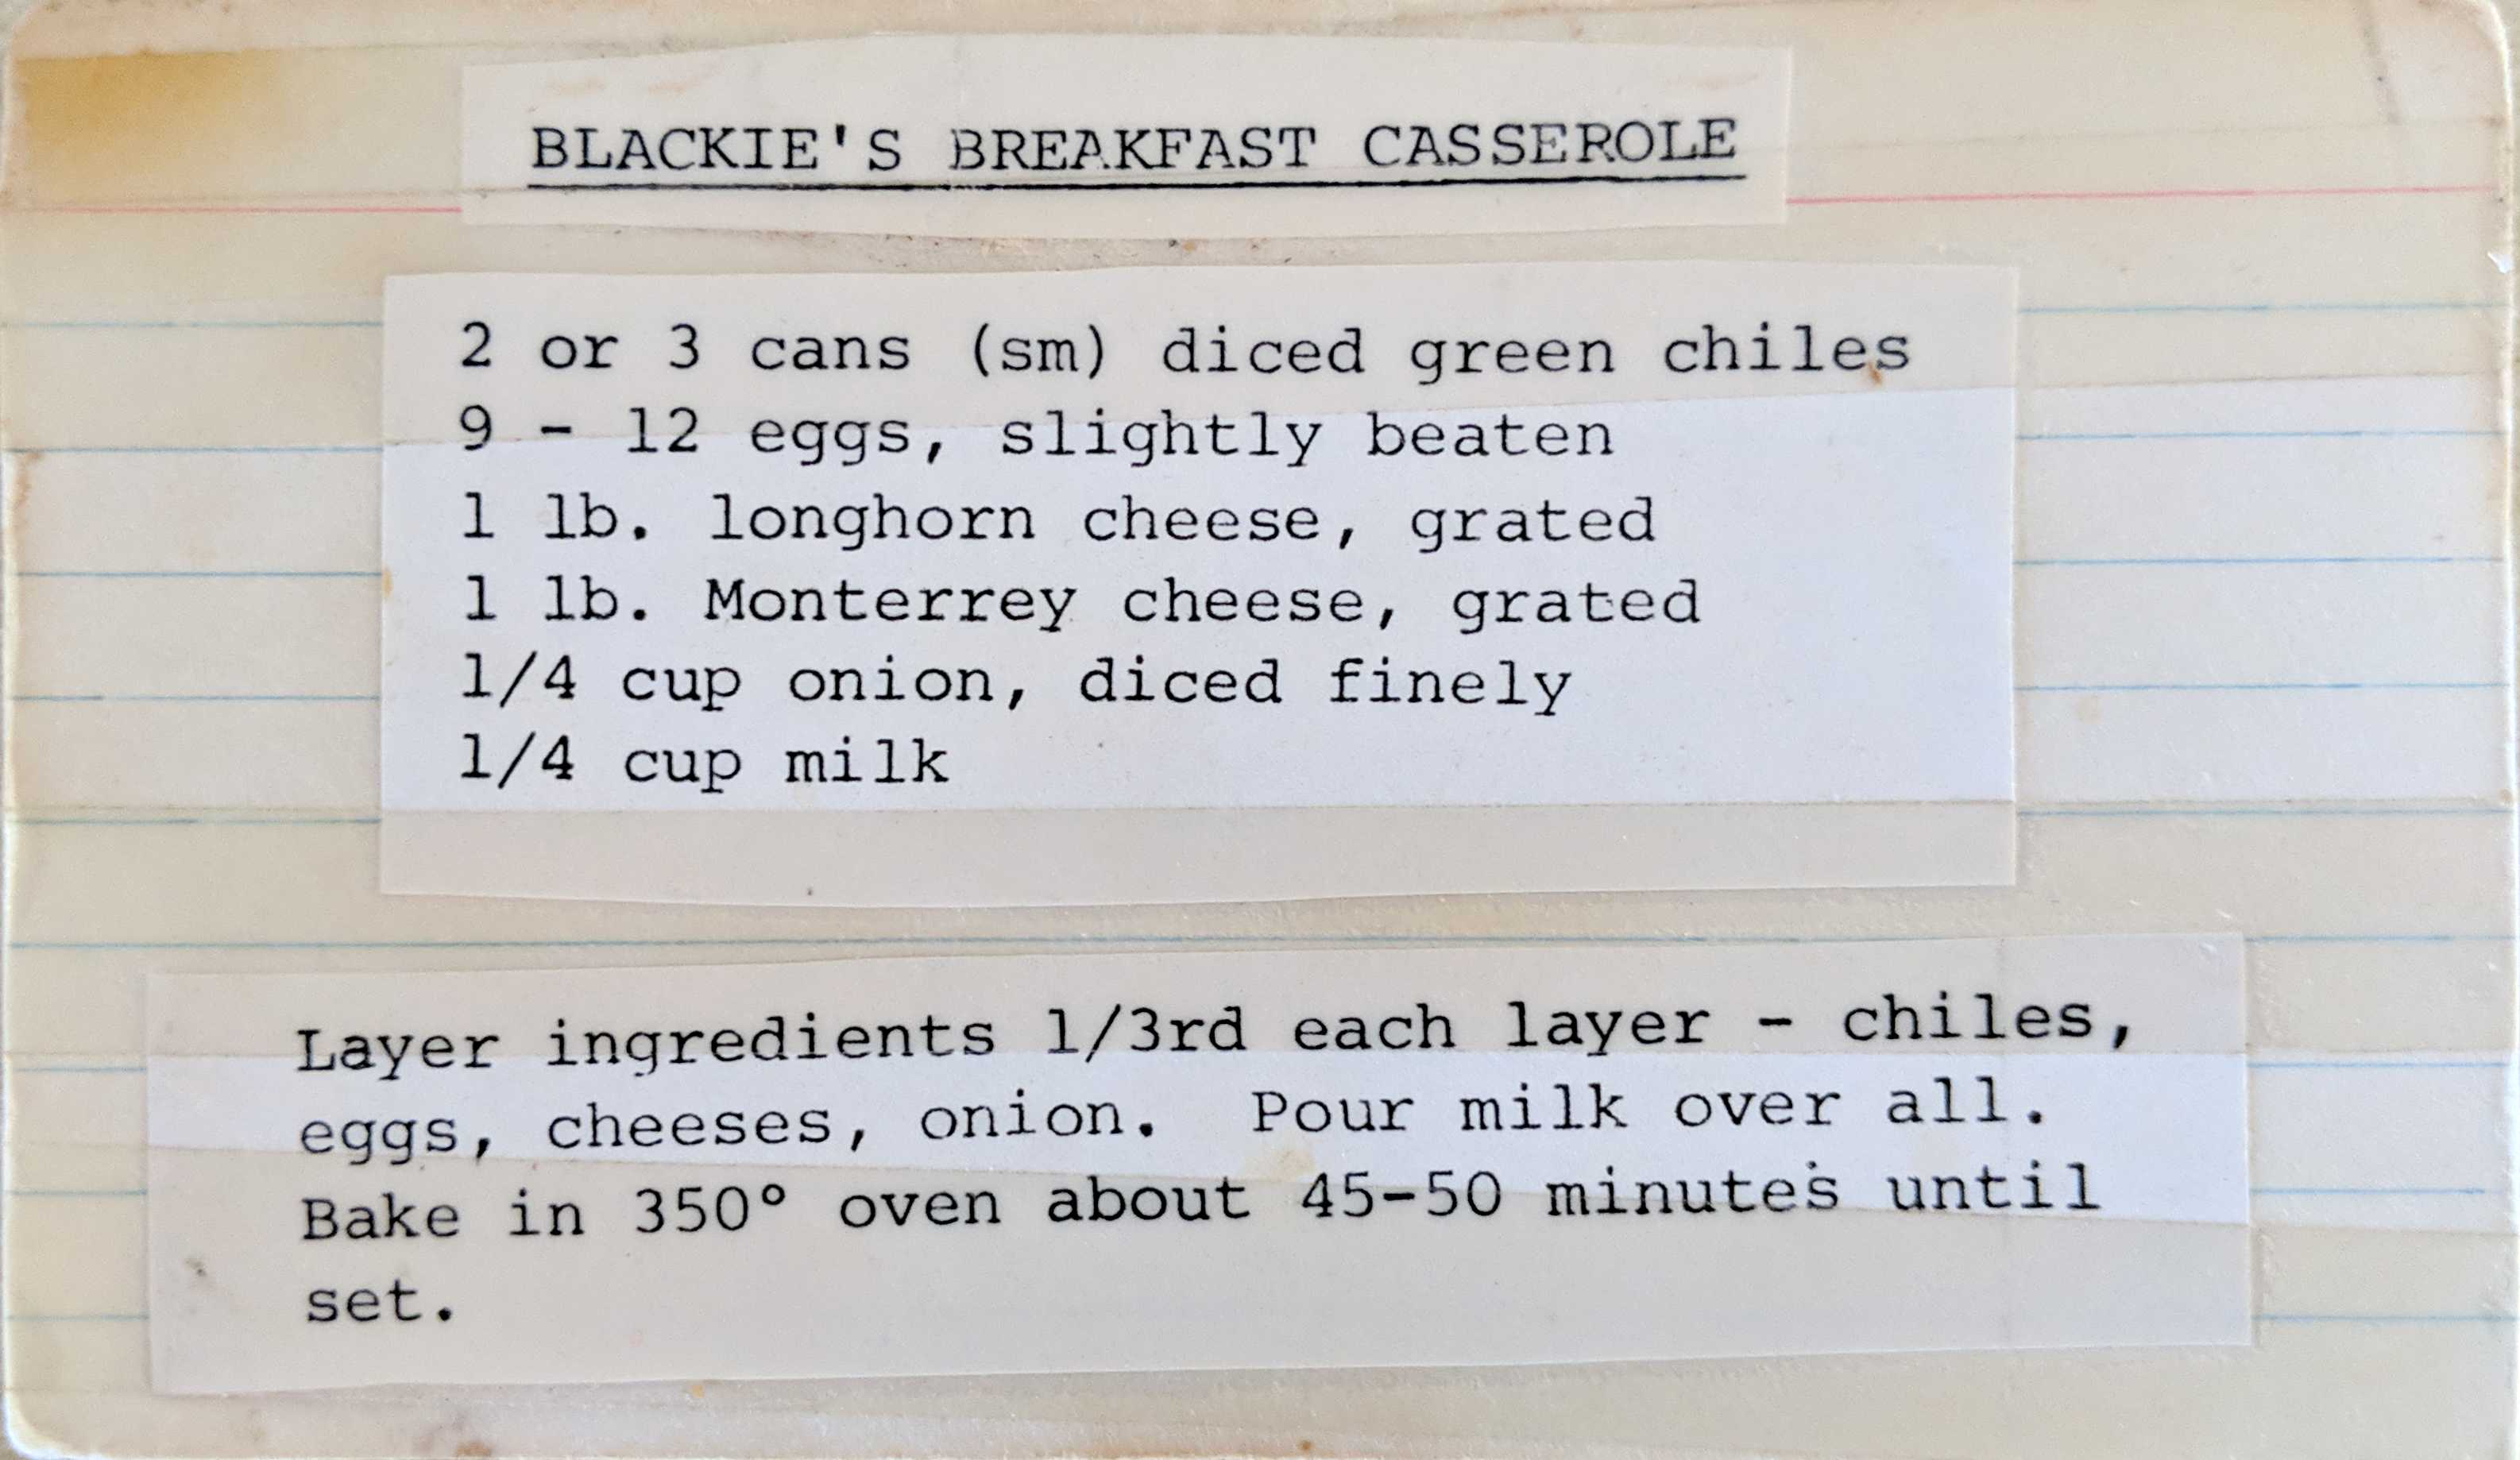 BLACKIE'S BREAKFAST CASSEROLE
2 or 3 cans (sm) diced green chiles
9 - 12 eggs, slightly beaten
1 lb. longhorn cheese, grated
1 lb. Monterrey cheese, grated
1/4 cup onion, diced finely
1/4 cup milk
Layer ingredients 1/3rd each layer - chiles,
eggs, cheeses, onion.  Pour milk over all.
Bake in 350° oven about 45-50 minutes until
set.